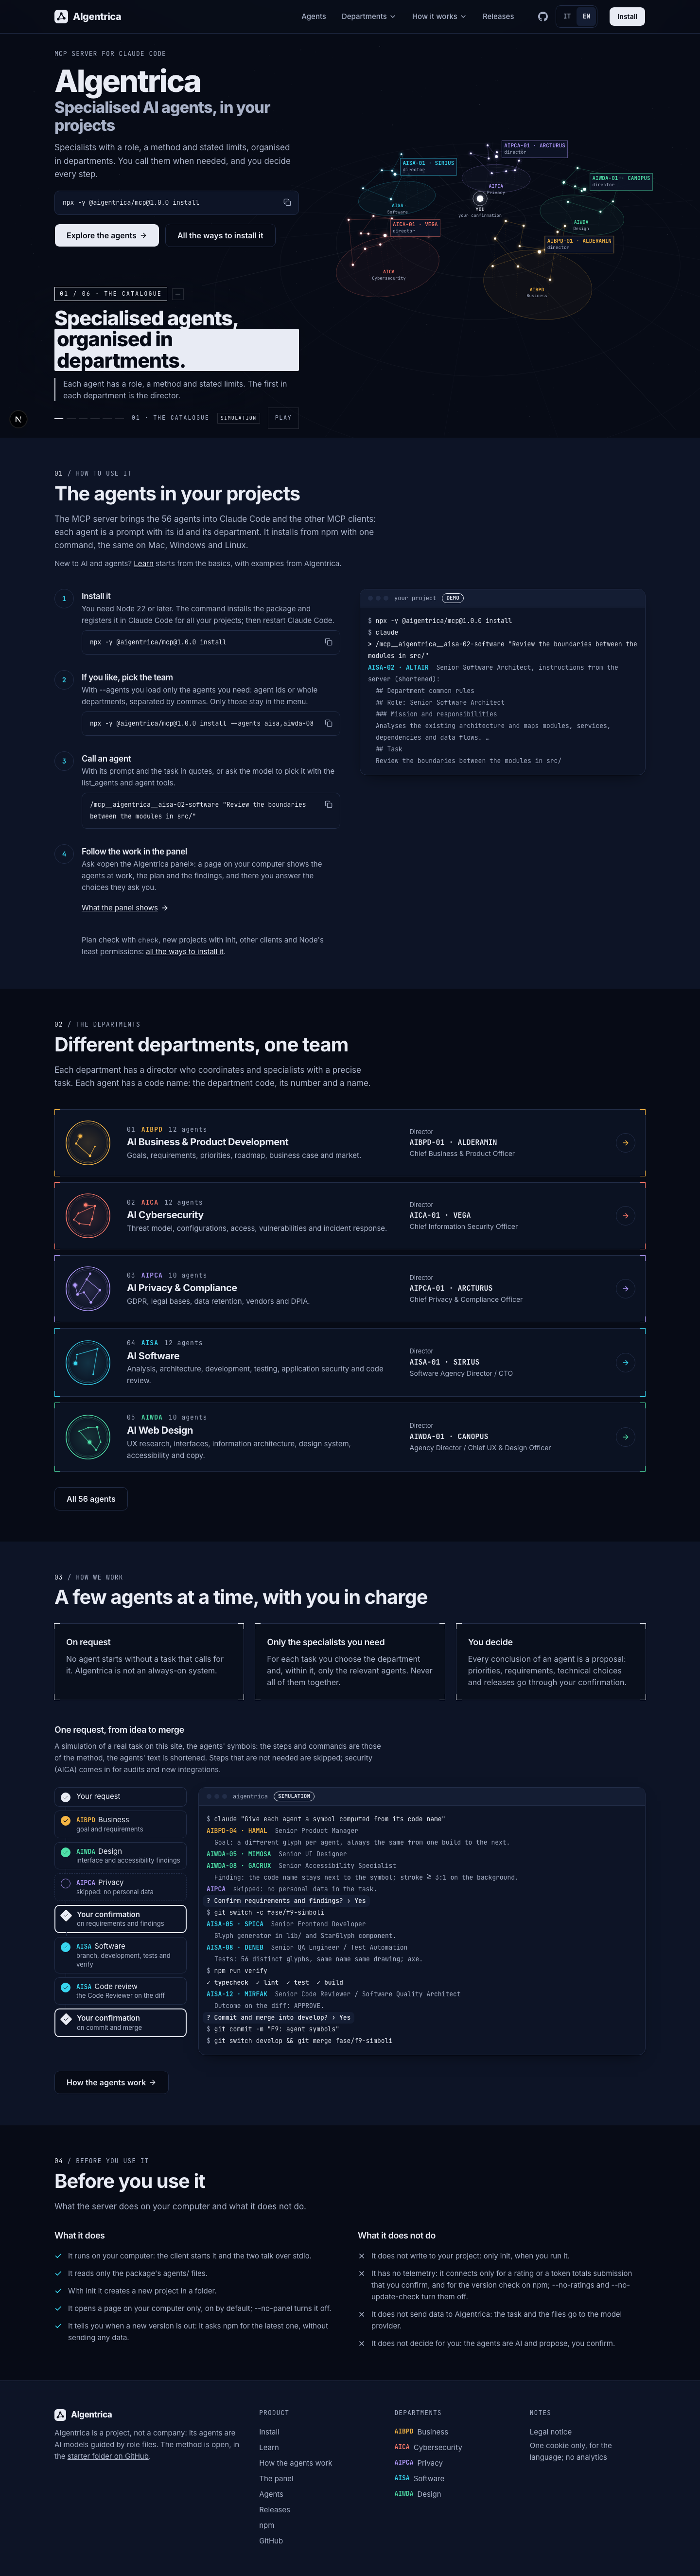 AIgentrica
Agents
Departments
How it works
Releases
IT
EN
Install
MCP SERVER FOR CLAUDE CODE
AIgentrica
Specialised AI agents, in your
projects
Specialists with a role, a method and stated limits, organised
in departments. You call them when needed, and you decide
every step.
npx -y @aigentrica/mcp@1.0.0 install
Explore the agents →
All the ways to install it
AIPCA-01 · ARCTURUS
director
AISA-01 · SIRIUS
director
AIWDA-01 · CANOPUS
director
AIPCA
Privacy
AISA
Software
YOU
your confirmation
AICA-01 · VEGA
director
AIWDA
Design
AIBPD-01 · ALDERAMIN
director
AICA
Cybersecurity
AIBPD
Business
01 / 06 · THE CATALOGUE
Specialised agents,
organised in
departments.
Each agent has a role, a method and stated limits. The first in
each department is the director.
N
01 · THE CATALOGUE
SIMULATION
PLAY
01 / HOW TO USE IT
The agents in your projects
The MCP server brings the 56 agents into Claude Code and the other MCP clients:
each agent is a prompt with its id and its department. It installs from npm with one
command, the same on Mac, Windows and Linux.
New to AI and agents? Learn starts from the basics, with examples from AIgentrica.
1
Install it
You need Node 22 or later. The command installs the package and
registers it in Claude Code for all your projects; then restart Claude Code.
npx -y @aigentrica/mcp@1.0.0 install
2
If you like, pick the team
With --agents you load only the agents you need: agent ids or whole
departments, separated by commas. Only those stay in the menu.
npx -y @aigentrica/mcp@1.0.0 install --agents aisa,aiwda-08
3
Call an agent
With its prompt and the task in quotes, or ask the model to pick it with the
list_agents and agent tools.
/mcp__aigentrica__aisa-02-software "Review the boundaries
between the modules in src/"
4
Follow the work in the panel
Ask «open the AIgentrica panel»: a page on your computer shows the
agents at work, the plan and the findings, and there you answer the
choices they ask you.
What the panel shows →
Plan check with check, new projects with init, other clients and Node's
least permissions: all the ways to install it.
your project
DEMO
$ npx -y @aigentrica/mcp@1.0.0 install
$ claude
> /mcp__aigentrica__aisa-02-software "Review the boundaries between the
modules in src/"
AISA-02 · ALTAIR Senior Software Architect, instructions from the
server (shortened):
## Department common rules
## Role: Senior Software Architect
### Mission and responsibilities
Analyses the existing architecture and maps modules, services,
dependencies and data flows. …
## Task
Review the boundaries between the modules in src/
02 / THE DEPARTMENTS
Different departments, one team
Each department has a director who coordinates and specialists with a precise
task. Each agent has a code name: the department code, its number and a name.
01 AIBPD 12 agents
AI Business & Product Development
Goals, requirements, priorities, roadmap, business case and market.
Director
AIBPD-01 · ALDERAMIN
Chief Business & Product Officer
02 AICA 12 agents
AI Cybersecurity
Threat model, configurations, access, vulnerabilities and incident response.
Director
AICA-01 · VEGA
Chief Information Security Officer
03 AIPCA 10 agents
AI Privacy & Compliance
GDPR, legal bases, data retention, vendors and DPIA.
Director
AIPCA-01 · ARCTURUS
Chief Privacy & Compliance Officer
04 AISA 12 agents
AI Software
Analysis, architecture, development, testing, application security and code
review.
Director
AISA-01 · SIRIUS
Software Agency Director / CTO
05 AIWDA 10 agents
AI Web Design
UX research, interfaces, information architecture, design system,
accessibility and copy.
Director
AIWDA-01 · CANOPUS
Agency Director / Chief UX & Design Officer
All 56 agents
03 / HOW WE WORK
A few agents at a time, with you in charge
On request
No agent starts without a task that calls for
it. AIgentrica is not an always-on system.
Only the specialists you need
For each task you choose the department
and, within it, only the relevant agents. Never
all of them together.
You decide
Every conclusion of an agent is a proposal:
priorities, requirements, technical choices
and releases go through your confirmation.
One request, from idea to merge
A simulation of a real task on this site, the agents' symbols: the steps and commands are those
of the method, the agents' text is shortened. Steps that are not needed are skipped; security
(AICA) comes in for audits and new integrations.
Your request
AIBPD Business
goal and requirements
AIWDA Design
interface and accessibility findings
AIPCA Privacy
skipped: no personal data
Your confirmation
on requirements and findings
AISA Software
branch, development, tests and
verify
AISA Code review
the Code Reviewer on the diff
Your confirmation
on commit and merge
aigentrica
SIMULATION
$ claude "Give each agent a symbol computed from its code name"
AIBPD-04 · HAMAL Senior Product Manager
Goal: a different glyph per agent, always the same from one build to the next.
AIWDA-05 · MIMOSA Senior UI Designer
AIWDA-08 · GACRUX Senior Accessibility Specialist
Finding: the code name stays next to the symbol; stroke ≥ 3:1 on the background.
AIPCA skipped: no personal data in the task.
? Confirm requirements and findings? › Yes
$ git switch -c fase/f9-simboli
AISA-05 · SPICA Senior Frontend Developer
Glyph generator in lib/ and StarGlyph component.
AISA-08 · DENEB Senior QA Engineer / Test Automation
Tests: 56 distinct glyphs, same name same drawing; axe.
$ npm run verify
✓ typecheck ✓ lint ✓ test ✓ build
AISA-12 · MIRFAK Senior Code Reviewer / Software Quality Architect
Outcome on the diff: APPROVE.
? Commit and merge into develop? › Yes
$ git commit -m "F9: agent symbols"
$ git switch develop && git merge fase/f9-simboli
How the agents work →
04 / BEFORE YOU USE IT
Before you use it
What the server does on your computer and what it does not do.
What it does
It runs on your computer: the client starts it and the two talk over stdio.
It reads only the package's agents/ files.
With init it creates a new project in a folder.
It opens a page on your computer only, on by default; --no-panel turns it off.
It tells you when a new version is out: it asks npm for the latest one, without
sending any data.
What it does not do
It does not write to your project: only init, when you run it.
It has no telemetry: it connects only for a rating or a token totals submission
that you confirm, and for the version check on npm; --no-ratings and --no-
update-check turn them off.
It does not send data to AIgentrica: the task and the files go to the model
provider.
It does not decide for you: the agents are AI and propose, you confirm.
AIgentrica
AIgentrica is a project, not a company: its agents are
AI models guided by role files. The method is open, in
the starter folder on GitHub.
PRODUCT
Install
Learn
How the agents work
The panel
Agents
Releases
npm
GitHub
DEPARTMENTS
AIBPD Business
AICA Cybersecurity
AIPCA Privacy
AISA Software
AIWDA Design
NOTES
Legal notice
One cookie only, for the
language; no analytics